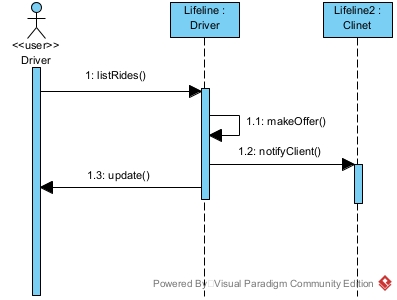 Lifeline :
Driver
Lifeline2 :
Clinet
<<user>>
Driver
1: listRides()
1.1: makeOffer()
1.2: notifyClient()
1.3: update()
Powered By Visual Paradigm Community Edition